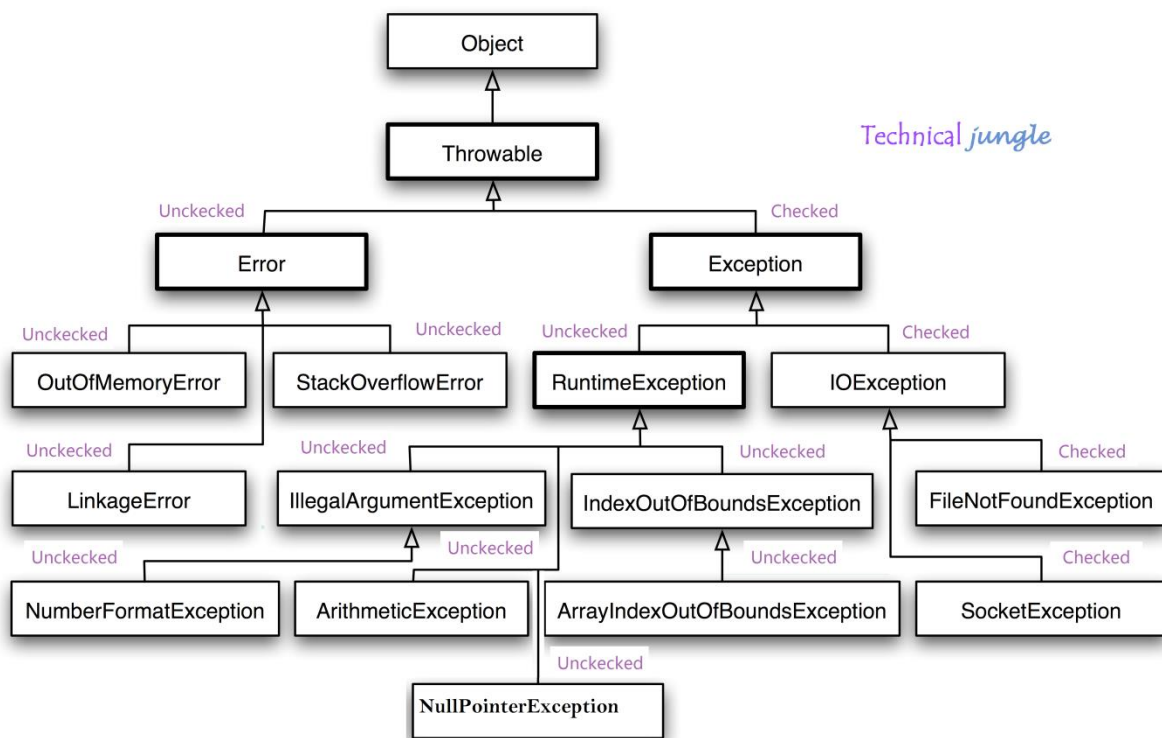 Object
Technical jungle
Throwable
Unckecked
Checked
Error
Exception
Unckecked
Unckecked
Unckecked
Checked
OutOfMemoryError
StackOverflowError
RuntimeException
IOException
Unckecked
Unckecked
Unckecked
Checked
LinkageError
IllegalArgumentException
IndexOutOfBoundsException
FileNotFoundException
Unckecked
Unckecked
Unckecked
Checked
NumberFormatException
ArithmeticException
ArrayIndexOutOfBoundsException
SocketException
Unckecked
NullPointerException